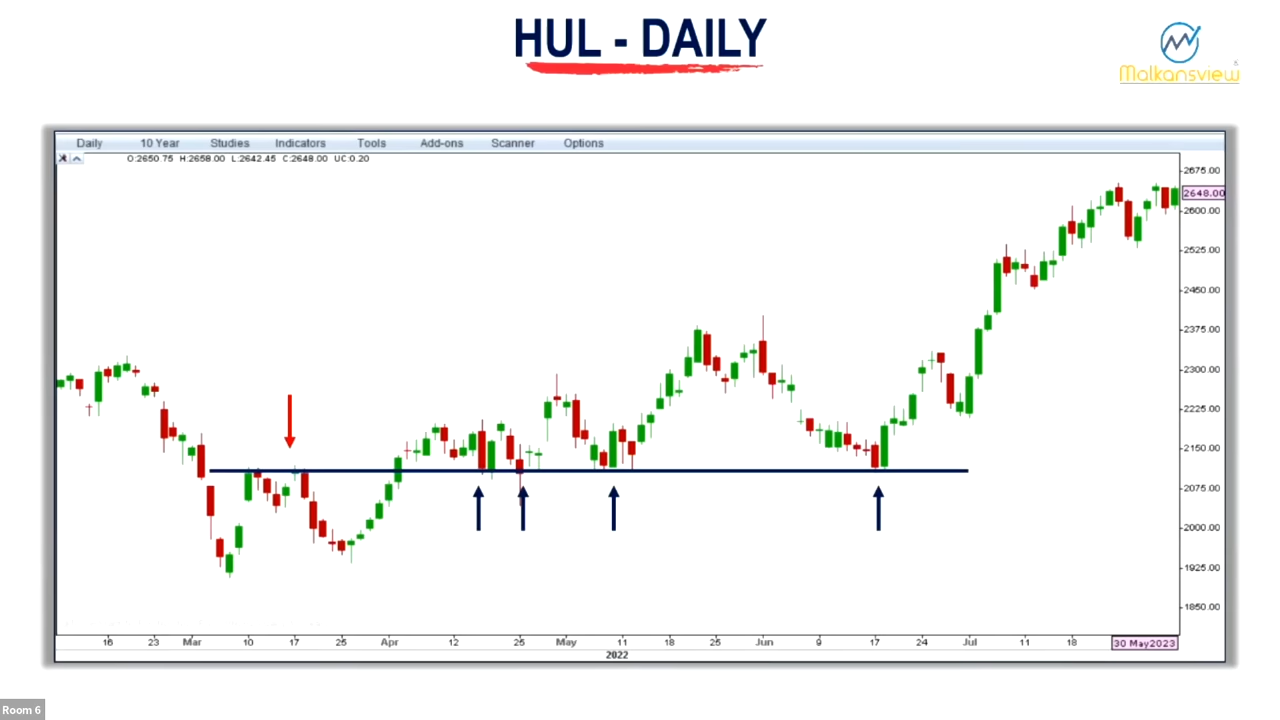 HUL - DAILY
Malkansview
Daily 10 Year Studies Indicators Tools Add-ons Scanner Options
O:2650.75 H:2658.00 L:2642.45 C:2648.00 UC:0.20
2675.00
2648.00
2600.00
2525.00
2450.00
2375.00
2300.00
2225.00
2150.00
2075.00
2000.00
1925.00
1850.00
16 23 Mar 10 17 25 Apr 12 25 May 11 18 25 Jun 9 17 24 Jul 11 18 30 May2023
2022
Room 6